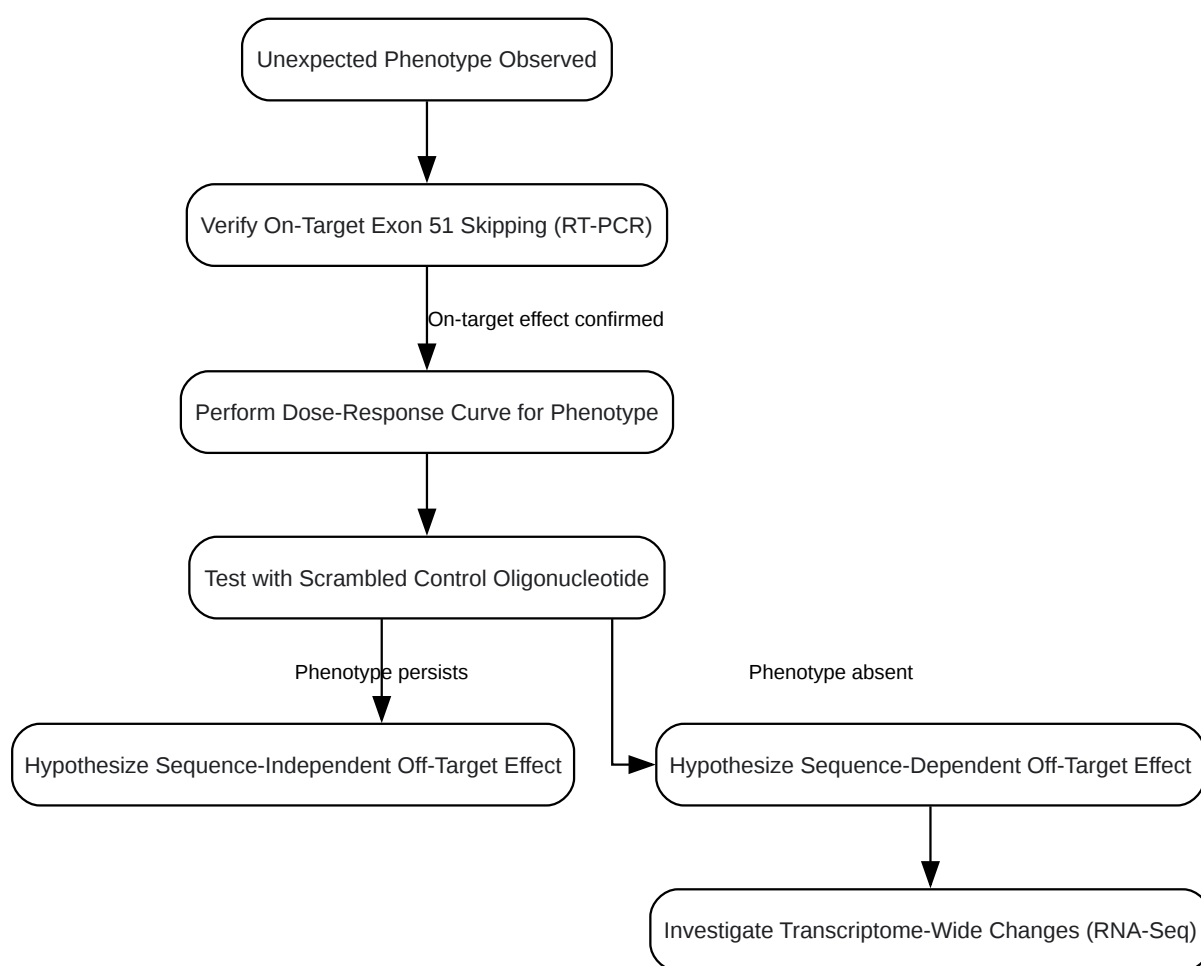 Unexpected Phenotype Observed
Verify On-Target Exon 51 Skipping (RT-PCR)
On-target effect confirmed
Perform Dose-Response Curve for Phenotype
Test with Scrambled Control Oligonucleotide
Phenotype persists
Phenotype absent
Hypothesize Sequence-Independent Off-Target Effect
Hypothesize Sequence-Dependent Off-Target Effect
Investigate Transcriptome-Wide Changes (RNA-Seq)